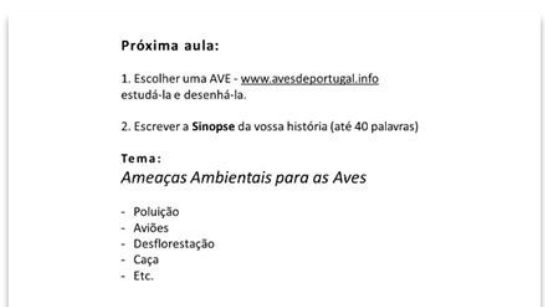 Próxima aula:
1. Escolher uma AVE - www.avesdeportugal.info
estudá-la e desenhá-la.
2. Escrever a Sinopse da vossa história (até 40 palavras)
Tema:
Ameaças Ambientais para as Aves
- Poluição
- Aviões
- Desflorestação
- Caça
- Etc.